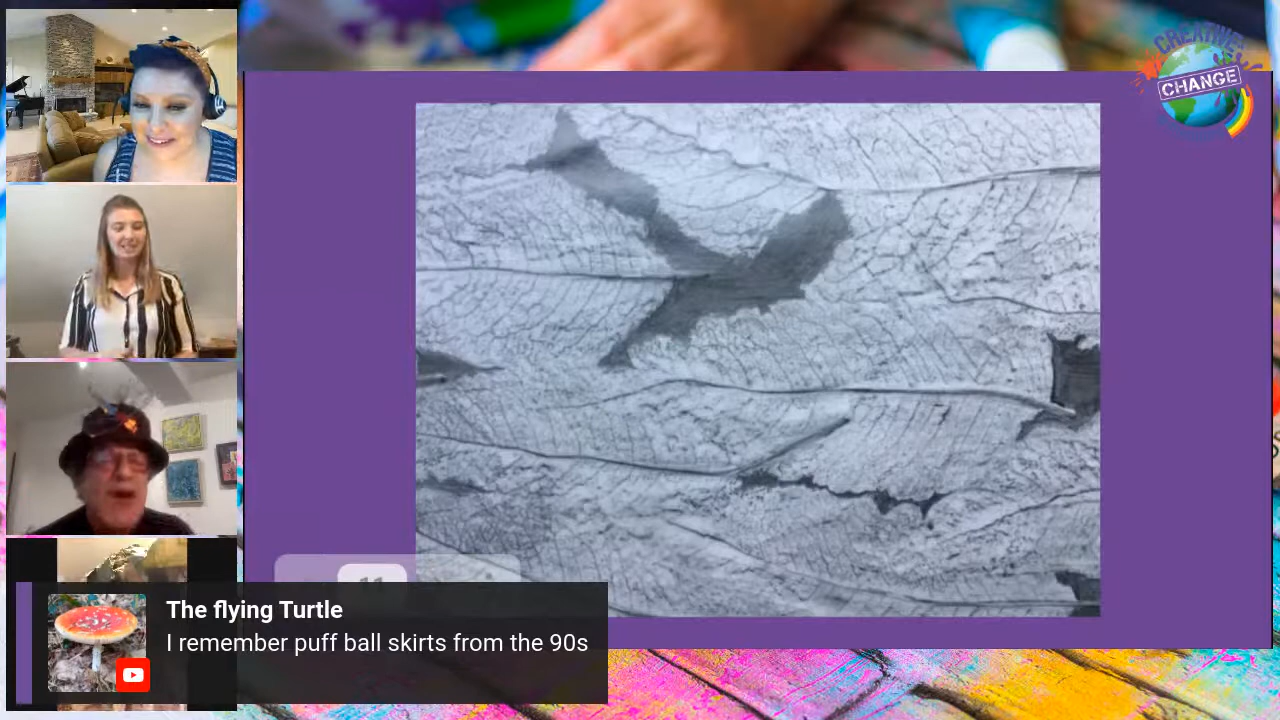 CREATIVE
CHANGE
The flying Turtle
I remember puff ball skirts from the 90s